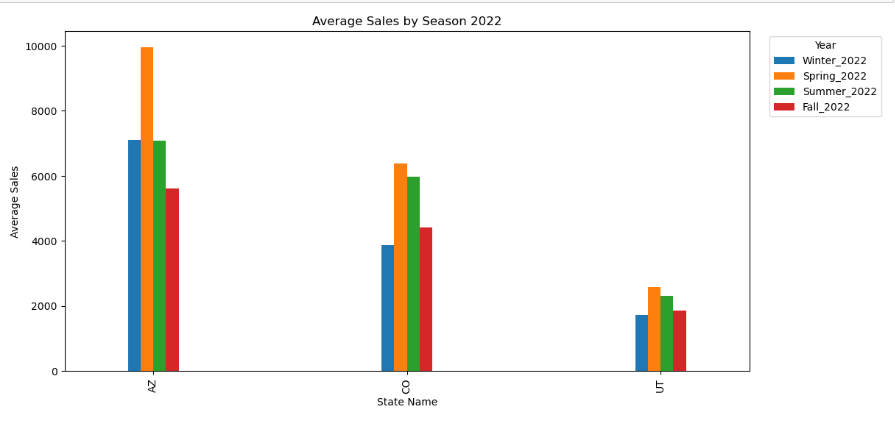 Average Sales by Season 2022
Average Sales
10000
8000
6000
4000
2000
0
AZ
CO
UT
State Name
Year
Winter_2022
Spring_2022
Summer_2022
Fall_2022